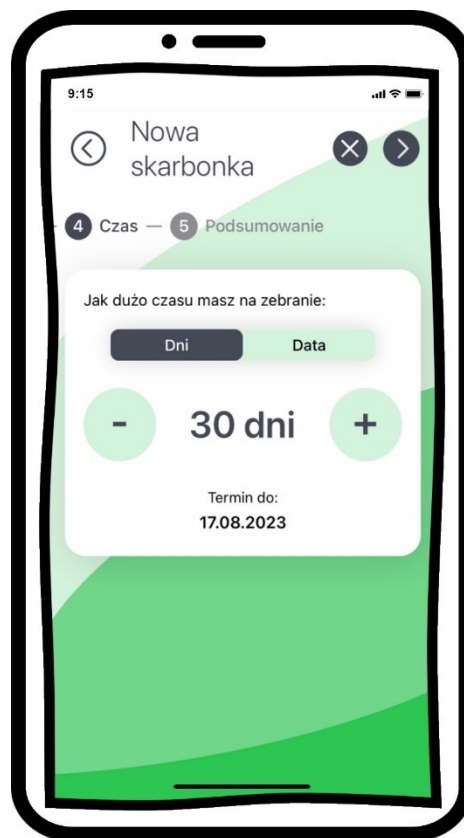 9:15
Nowa
skarbonka
4 Czas — 5 Podsumowanie
Jak dużo czasu masz na zebranie:
Dni Data
- 30 dni +
Termin do:
17.08.2023